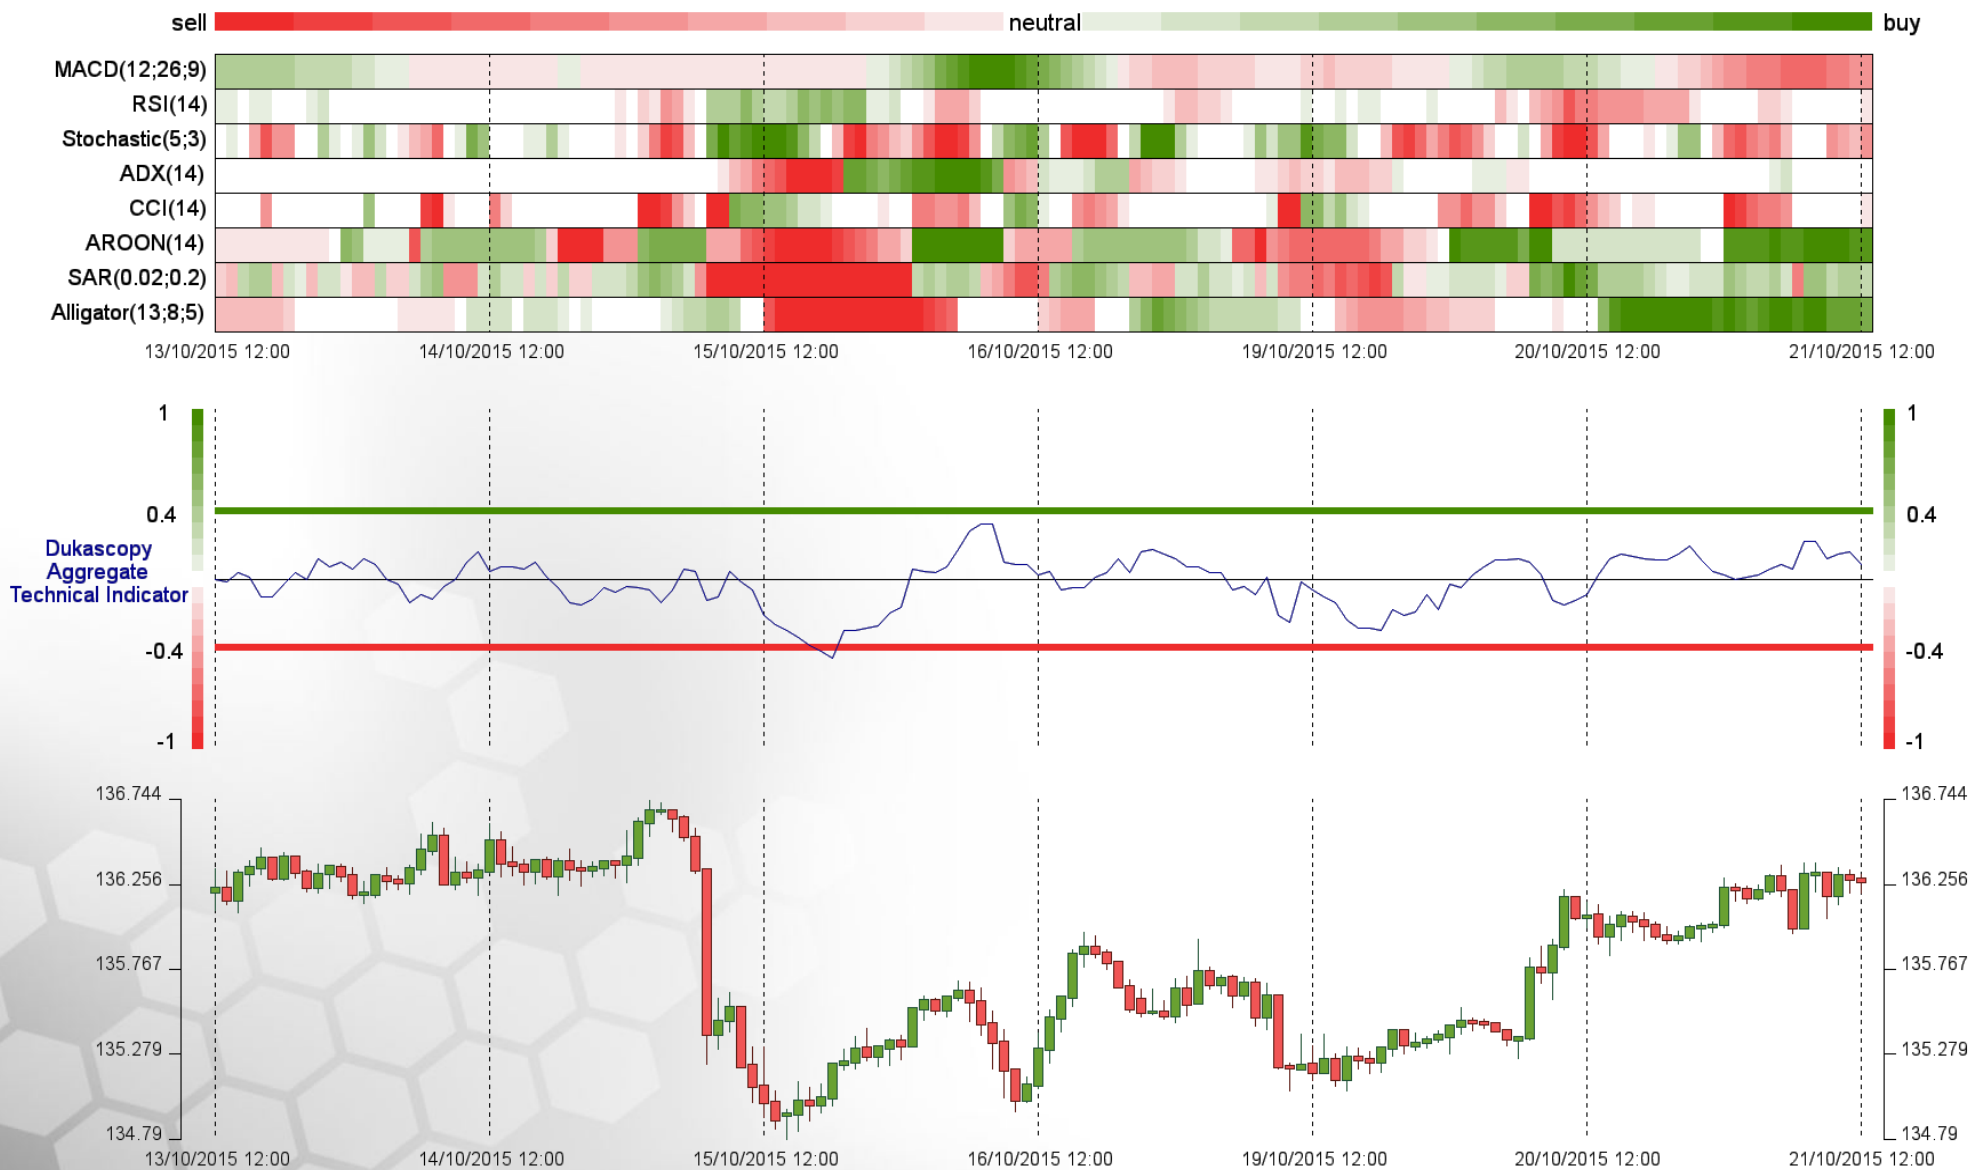 sell neutral buy
MACD(12;26;9)
RSI(14)
Stochastic(5;3)
ADX(14)
CCI(14)
AROON(14)
SAR(0.02;0.2)
Alligator(13;8;5)
13/10/2015 12:00 14/10/2015 12:00 15/10/2015 12:00 16/10/2015 12:00 19/10/2015 12:00 20/10/2015 12:00 21/10/2015 12:00
1 1
0.4 0.4
Dukascopy
Aggregate
Technical Indicator
-0.4 -0.4
-1 -1
136.744 136.744
136.256 136.256
135.767 135.767
135.279 135.279
134.79 134.79
13/10/2015 12:00 14/10/2015 12:00 15/10/2015 12:00 16/10/2015 12:00 19/10/2015 12:00 20/10/2015 12:00 21/10/2015 12:00